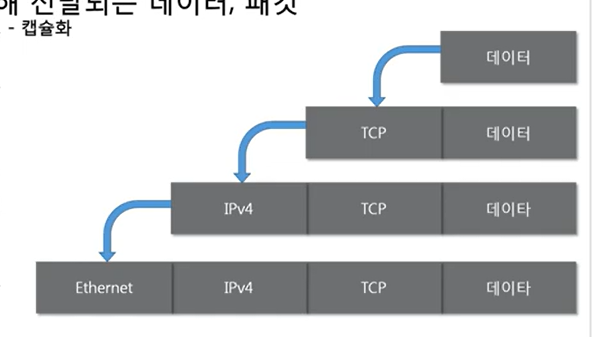 해 전달되는 데이터, 패킷
- 캡슐화
데이터
TCP 데이터
IPv4 TCP 데이타
Ethernet IPv4 TCP 데이타